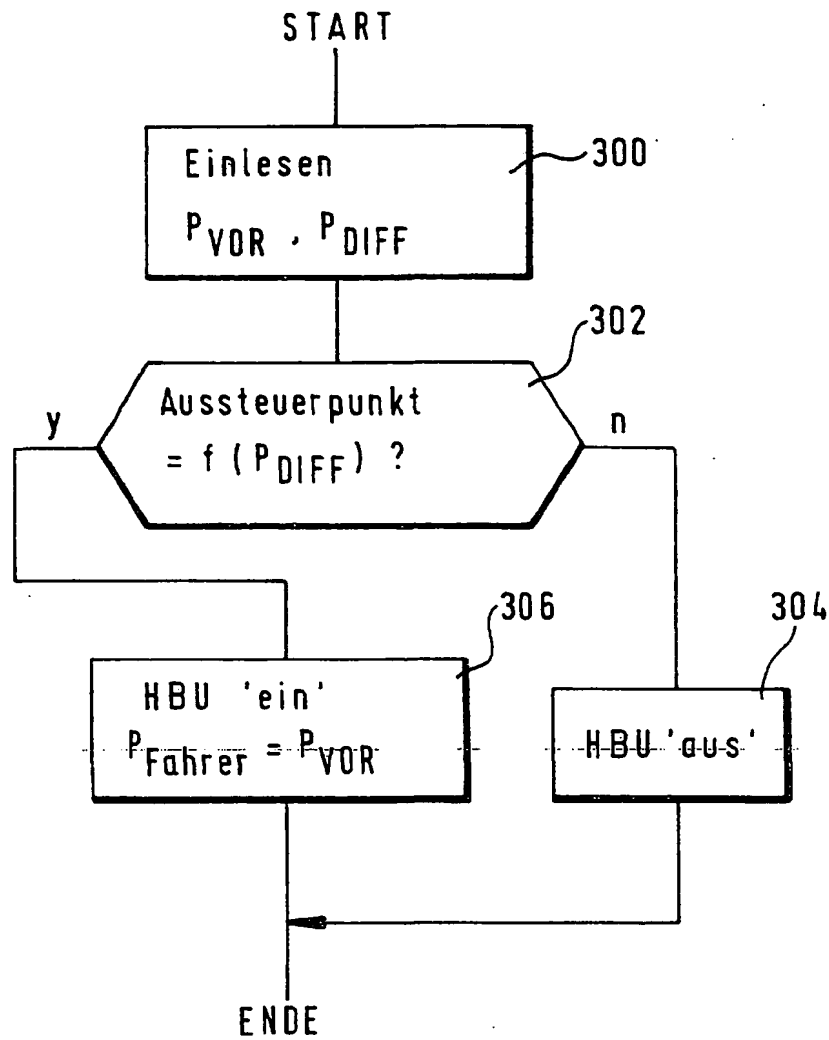 START
300
Einlesen
P_VOR , P_DIFF
302
Aussteuerpunkt
= f (P_DIFF) ?
y
n
306
304
HBU 'ein'
P_Fahrer = P_VOR
HBU 'aus'
ENDE